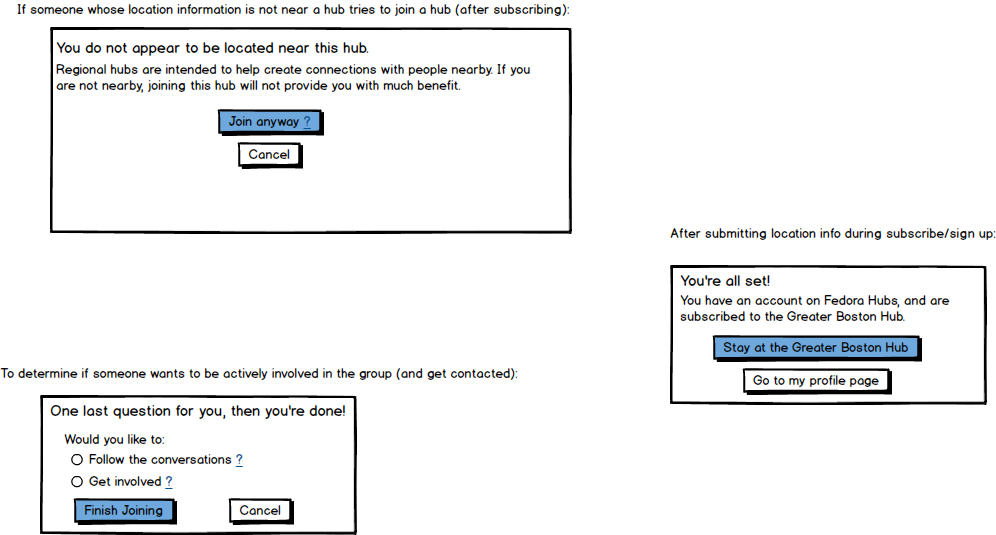 If someone whose location information is not near a hub tries to join a hub (after subscribing):
You do not appear to be located near this hub.
Regional hubs are intended to help create connections with people nearby. If you
are not nearby, joining this hub will not provide you with much benefit.
Join anyway ?
Cancel
After submitting location info during subscribe/sign up:
You're all set!
You have an account on Fedora Hubs, and are
subscribed to the Greater Boston Hub.
Stay at the Greater Boston Hub
Go to my profile page
To determine if someone wants to be actively involved in the group (and get contacted):
One last question for you, then you're done!
Would you like to:
Follow the conversations ?
Get involved ?
Finish Joining
Cancel